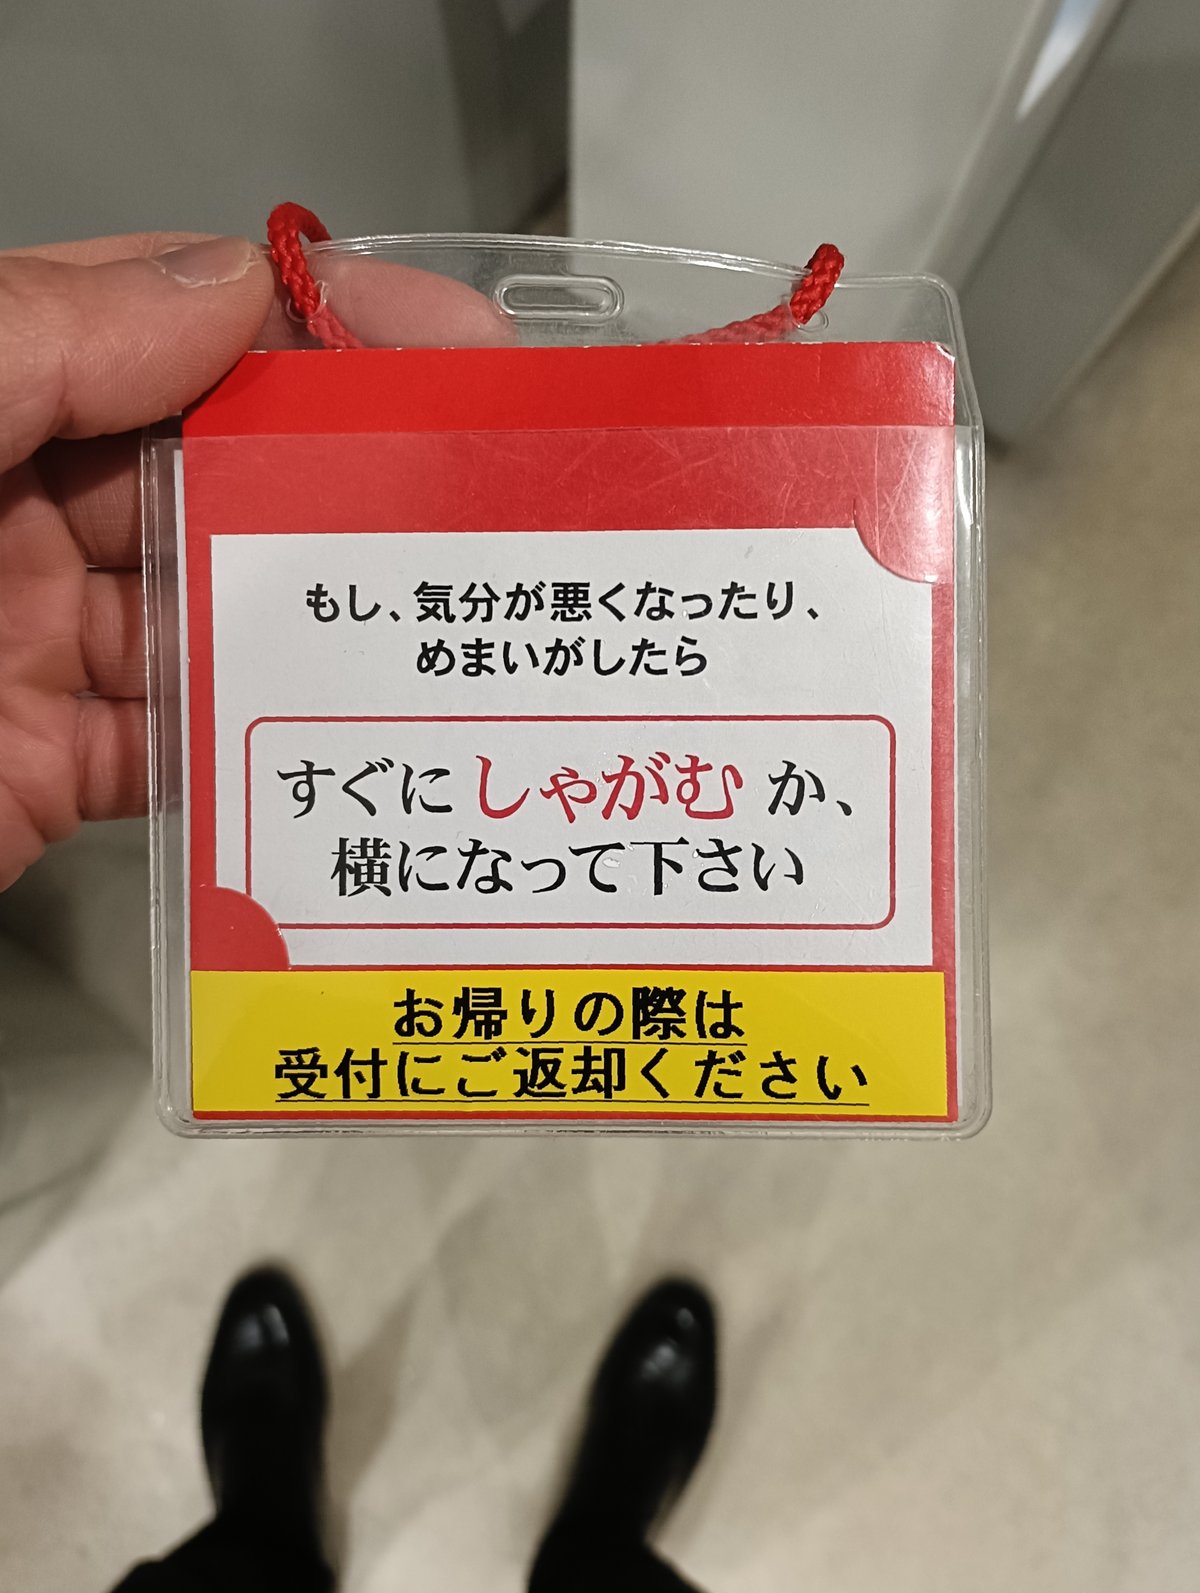 もし、気分が悪くなったり、
めまいがしたら
すぐにしゃがむか、
横になって下さい
お帰りの際は
受付にご返却ください